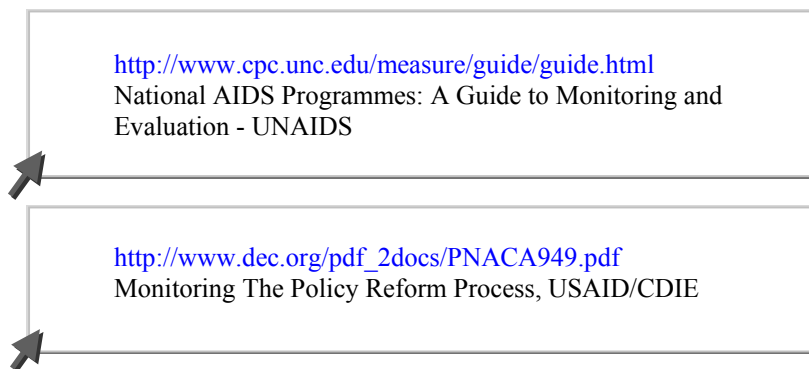 http://www.cpc.unc.edu/measure/guide/guide.html
National AIDS Programmes: A Guide to Monitoring and
Evaluation - UNAIDS
http://www.dec.org/pdf_2docs/PNACA949.pdf
Monitoring The Policy Reform Process, USAID/CDIE